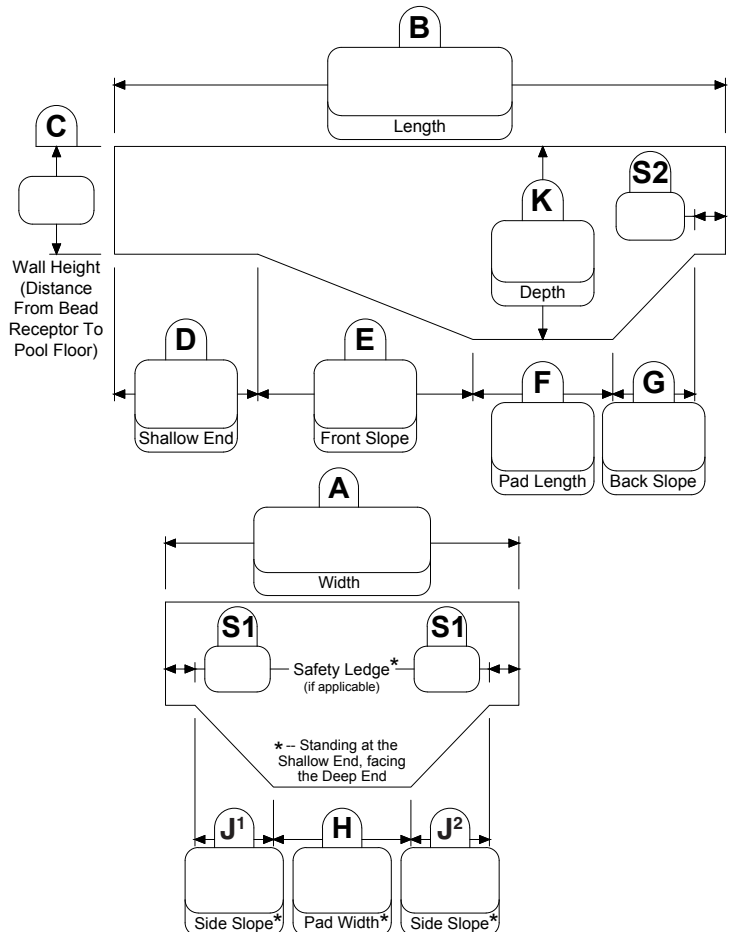 B
Length
C
S2
K
Wall Height
(Distance
From Bead
Receptor To
Pool Floor)
Depth
D
Shallow End
E
Front Slope
F
Pad Length
G
Back Slope
A
Width
S1
S1
Safety Ledge*
(if applicable)
* -- Standing at the
Shallow End, facing
the Deep End
J¹
H
J²
Side Slope*
Pad Width*
Side Slope*